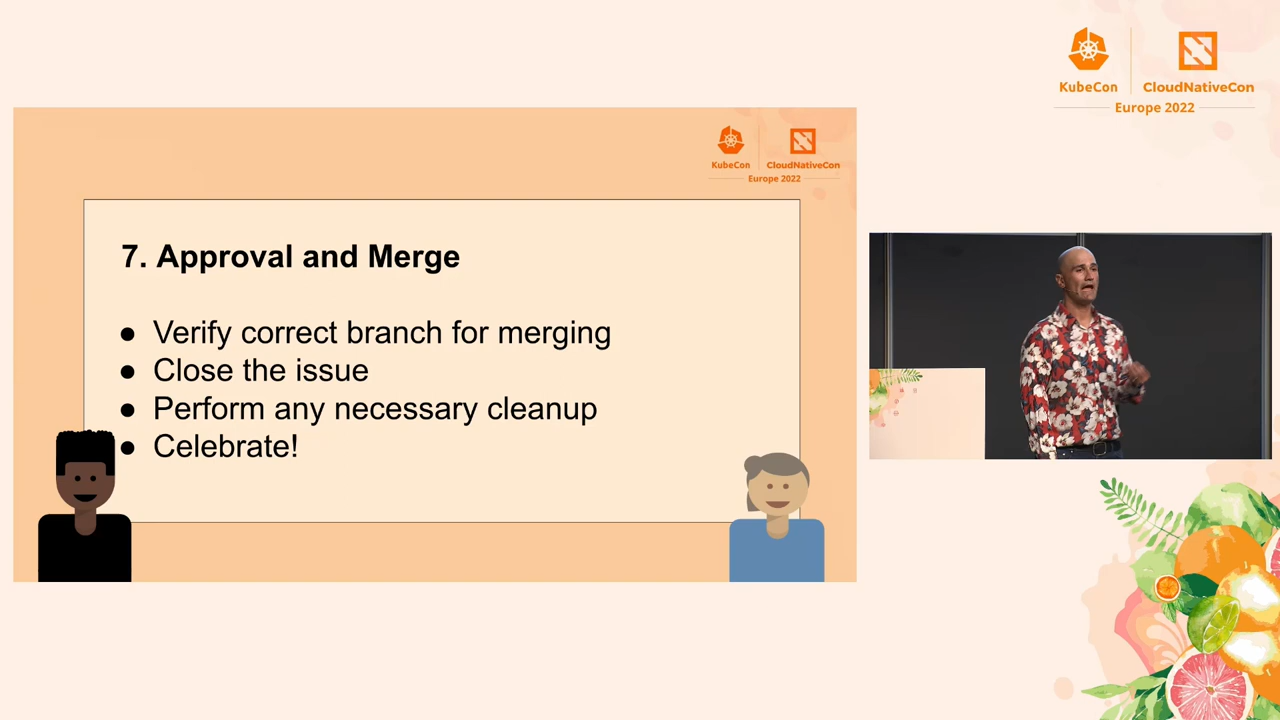 KubeCon
CloudNativeCon
Europe 2022
KubeCon
CloudNativeCon
Europe 2022
7. Approval and Merge
● Verify correct branch for merging
● Close the issue
● Perform any necessary cleanup
● Celebrate!